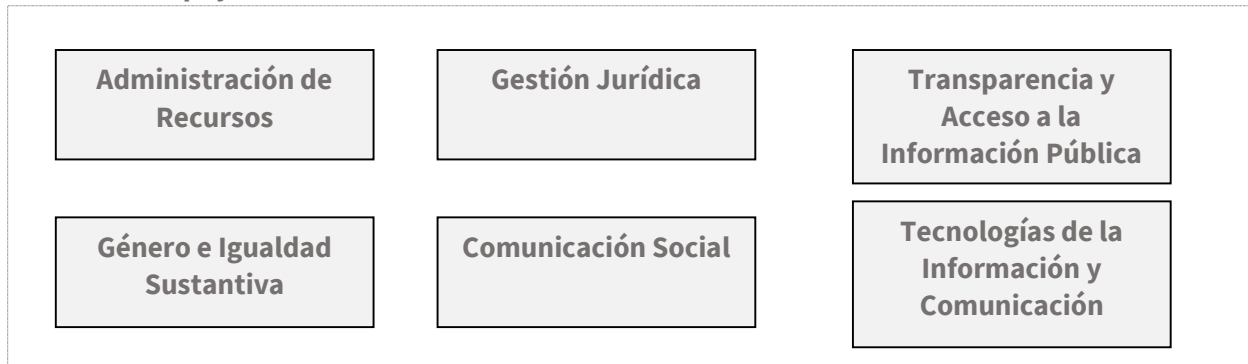 Administración de
Recursos
Gestión Jurídica
Transparencia y
Acceso a la
Información Pública
Género e Igualdad
Sustantiva
Comunicación Social
Tecnologías de la
Información y
Comunicación